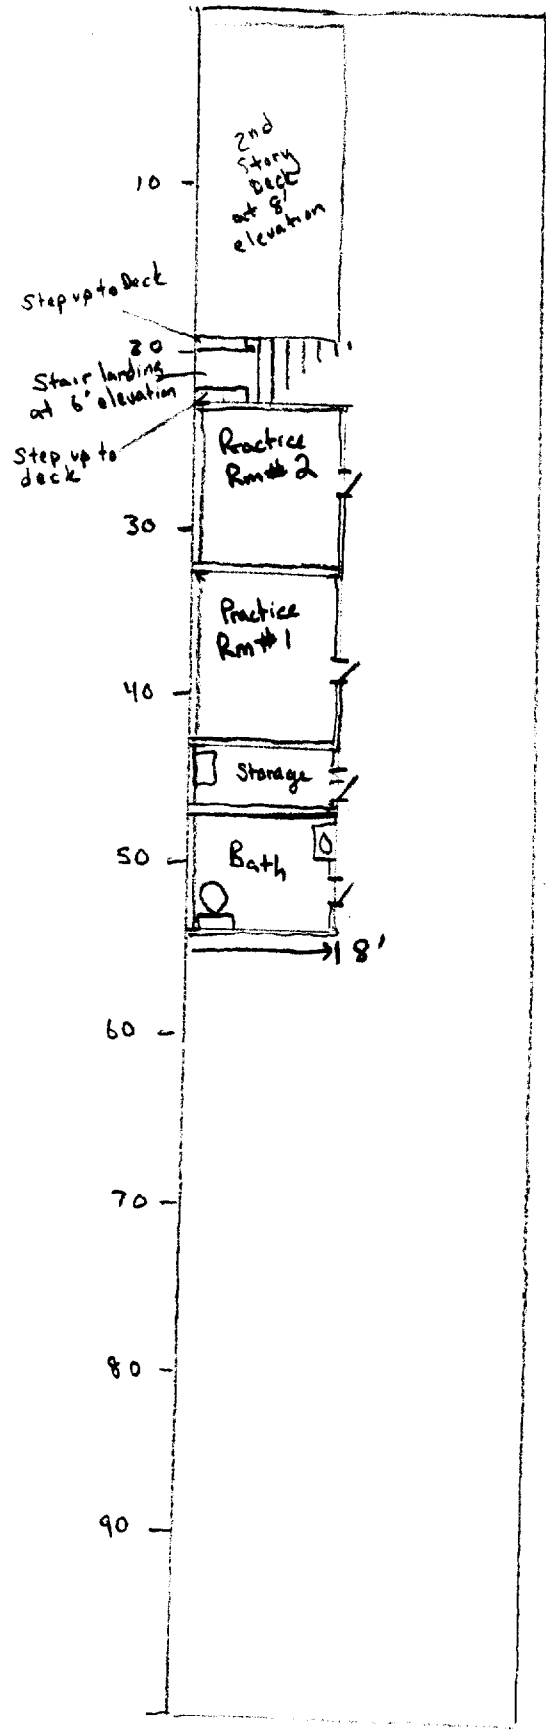 2nd
Story
Deck
at 8'
elevation
10
Step up to Deck
20
Stair landing
at 6' elevation
Step up to
deck
Practice
Rm# 2
30
Practice
Rm#1
40
Storage
50
Bath
8'
60
70
80
90